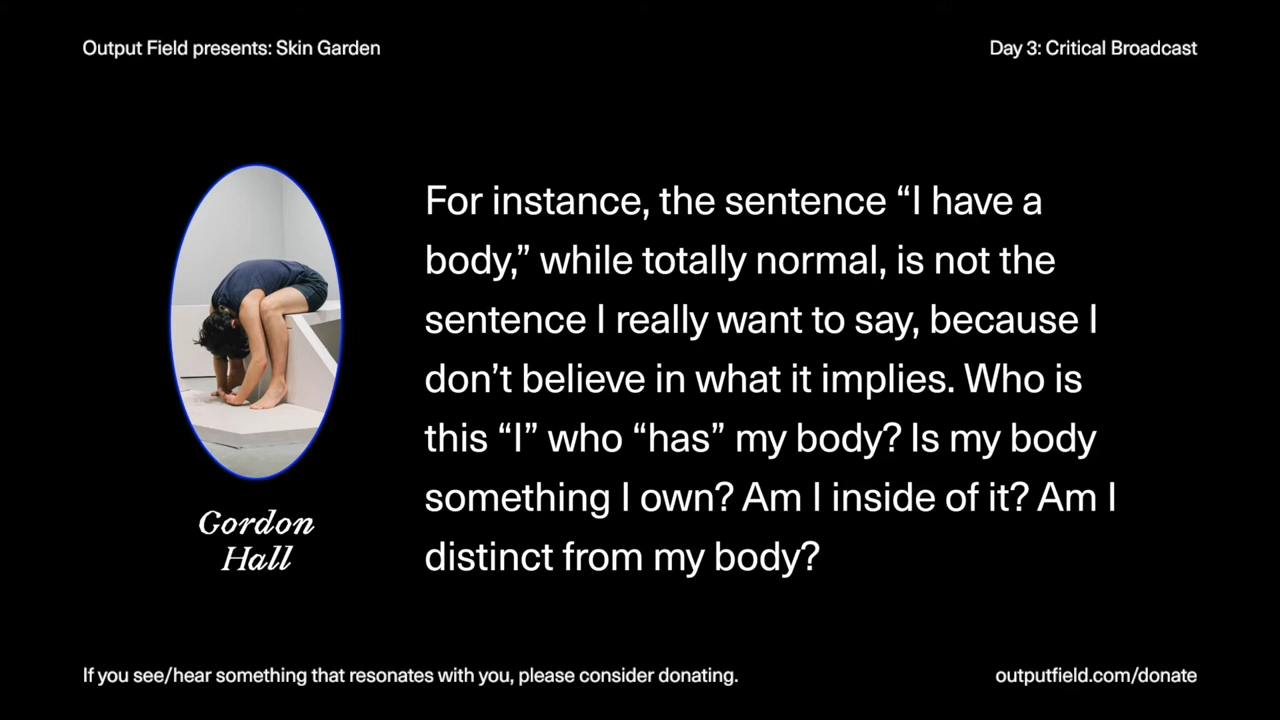 Output Field presents: Skin Garden
Day 3: Critical Broadcast
For instance, the sentence “I have a
body,” while totally normal, is not the
sentence I really want to say, because I
don’t believe in what it implies. Who is
this “I” who “has” my body? Is my body
something I own? Am I inside of it? Am I
distinct from my body?
Gordon
Hall
If you see/hear something that resonates with you, please consider donating.
outputfield.com/donate